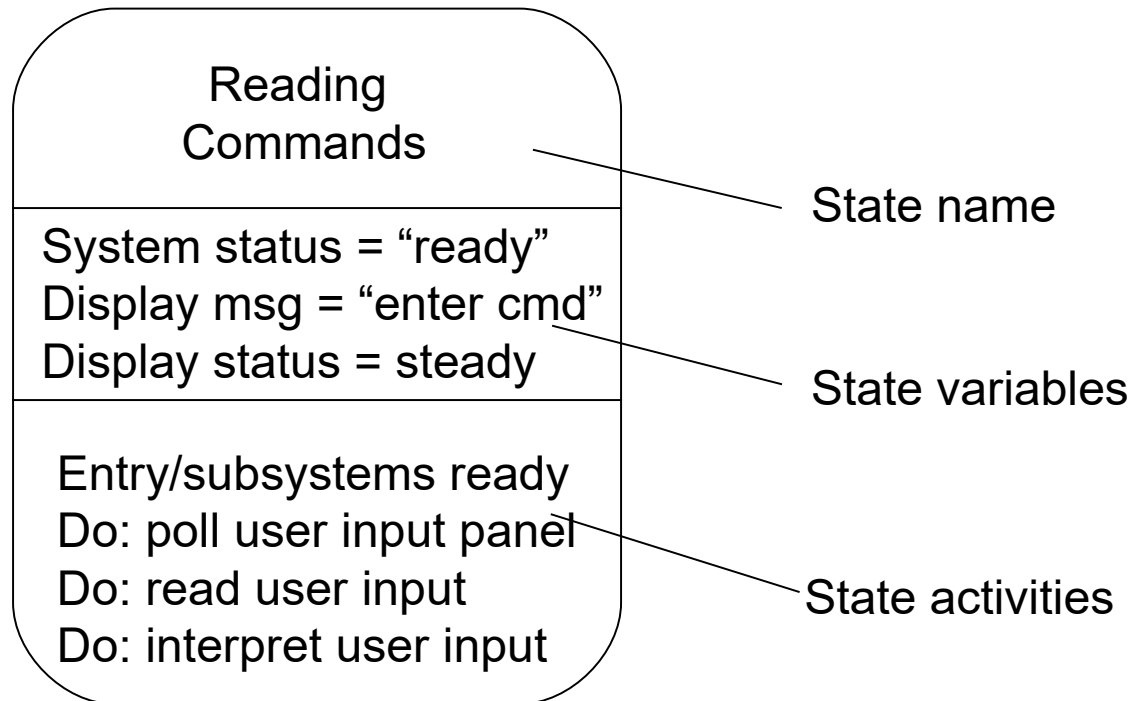 Reading
Commands
State name
System status = “ready”
Display msg = “enter cmd”
Display status = steady
State variables
Entry/subsystems ready
Do: poll user input panel
Do: read user input
Do: interpret user input
State activities